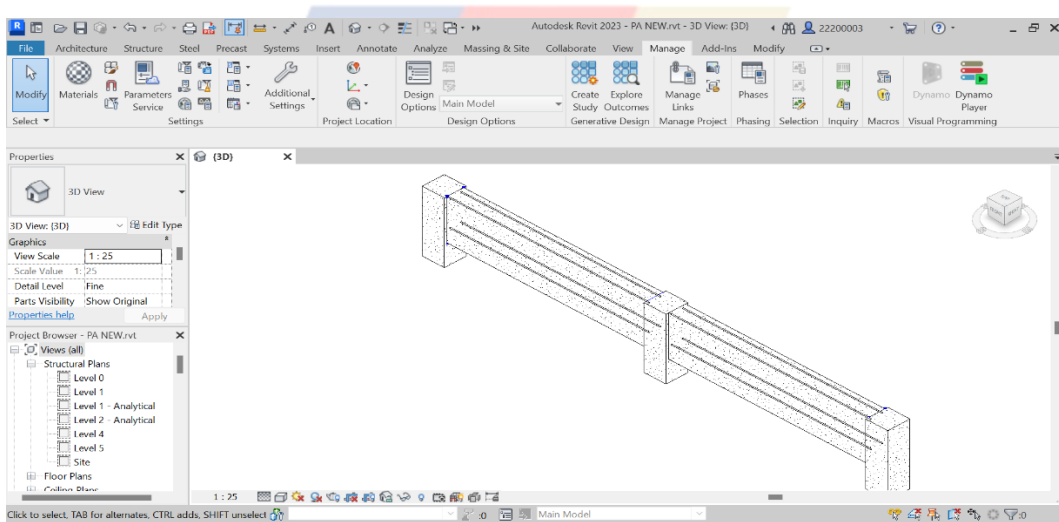 Autodesk Revit 2023 - PA NEW.rvt - 3D View: {3D}
22200003
File Architecture Structure Steel Precast Systems Insert Annotate Analyze Massing & Site Collaborate View Manage Add-Ins Modify
Modify
Materials
Parameters
Service
Additional
Settings
Design
Options
Main Model
Create
Study
Explore
Outcomes
Manage
Links
Phases
Dynamo
Dynamo
Player
Select
Settings
Project Location
Design Options
Generative Design
Manage Project
Phasing
Selection
Inquiry
Macros
Visual Programming
Properties
{3D}
3D View
3D View: {3D}
Edit Type
Graphics
View Scale 1 : 25
Scale Value 1: 25
Detail Level Fine
Parts Visibility Show Original
Properties help
Apply
Project Browser - PA NEW.rvt
Views (all)
Structural Plans
Level 0
Level 1
Level 1 - Analytical
Level 2 - Analytical
Level 4
Level 5
Site
Floor Plans
Ceiling Plans
1 : 25
Click to select, TAB for alternates, CTRL adds, SHIFT unselect
:0
Main Model
:0